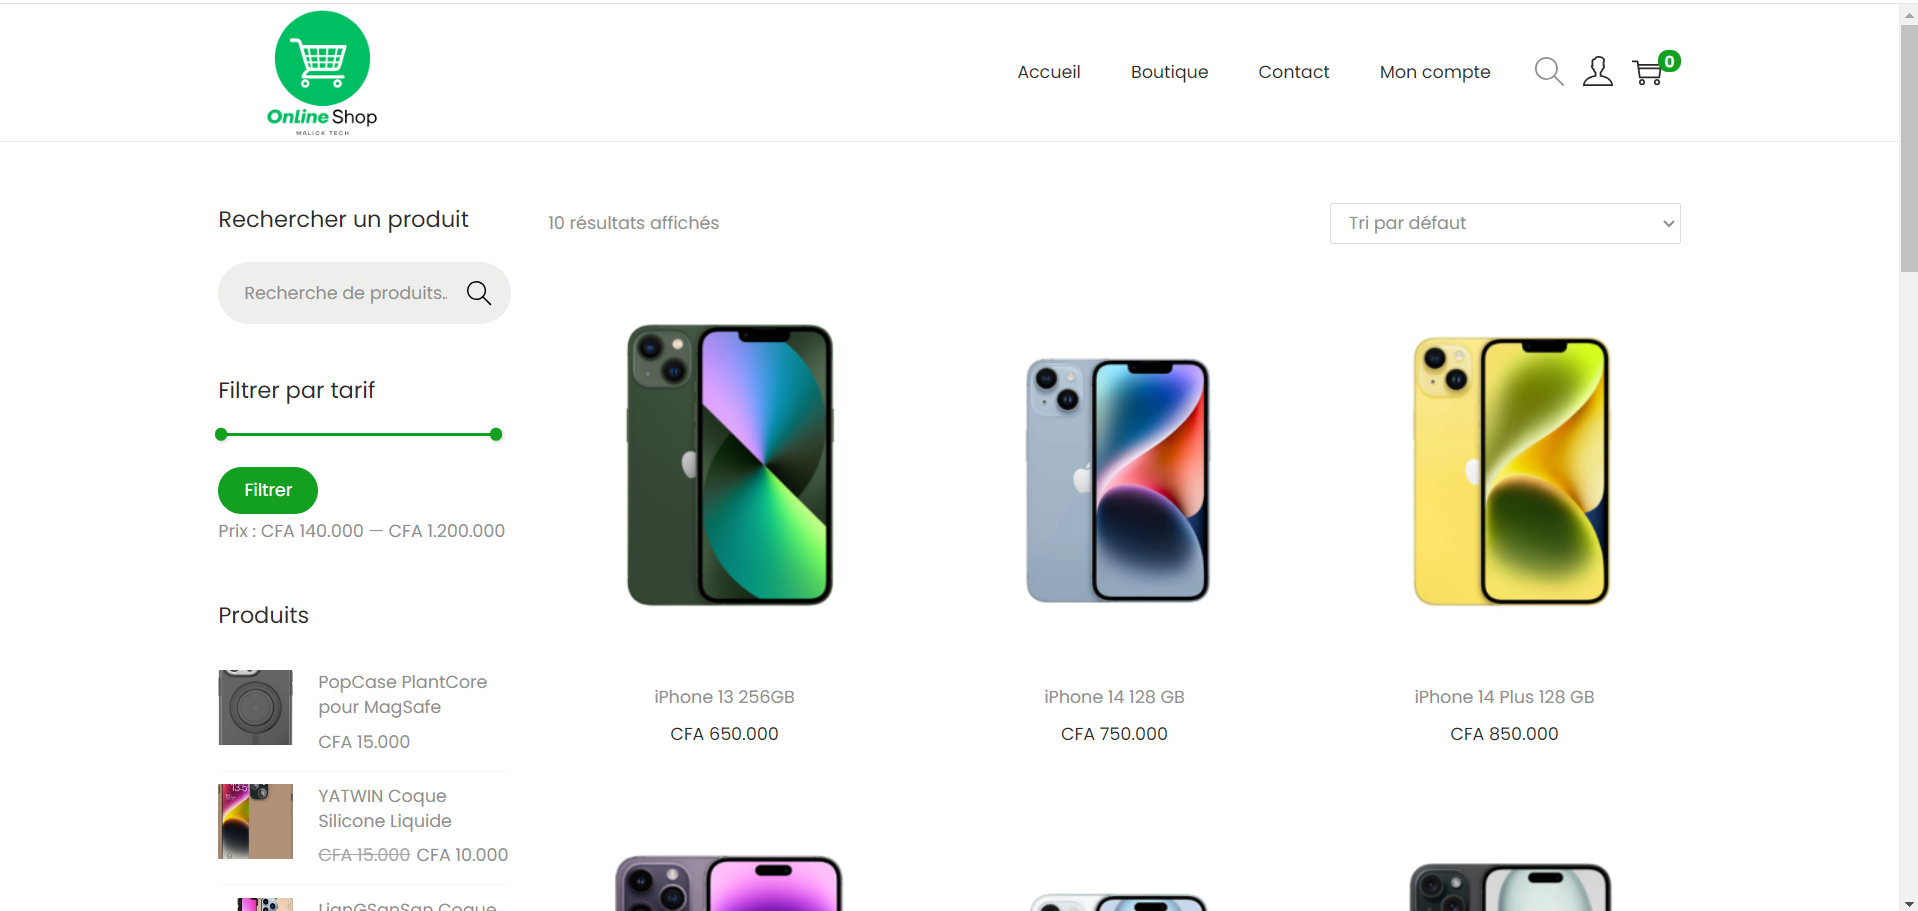 Online Shop
MALICK TECH
Accueil
Boutique
Contact
Mon compte
0
Rechercher un produit
Recherche de produits..
Filtrer par tarif
Filtrer
Prix : CFA 140.000 — CFA 1.200.000
Produits
PopCase PlantCore
pour MagSafe
CFA 15.000
YATWIN Coque
Silicone Liquide
CFA 15.000 CFA 10.000
LianGSanSan Coque
10 résultats affichés
Tri par défaut
iPhone 13 256GB
CFA 650.000
iPhone 14 128 GB
CFA 750.000
iPhone 14 Plus 128 GB
CFA 850.000